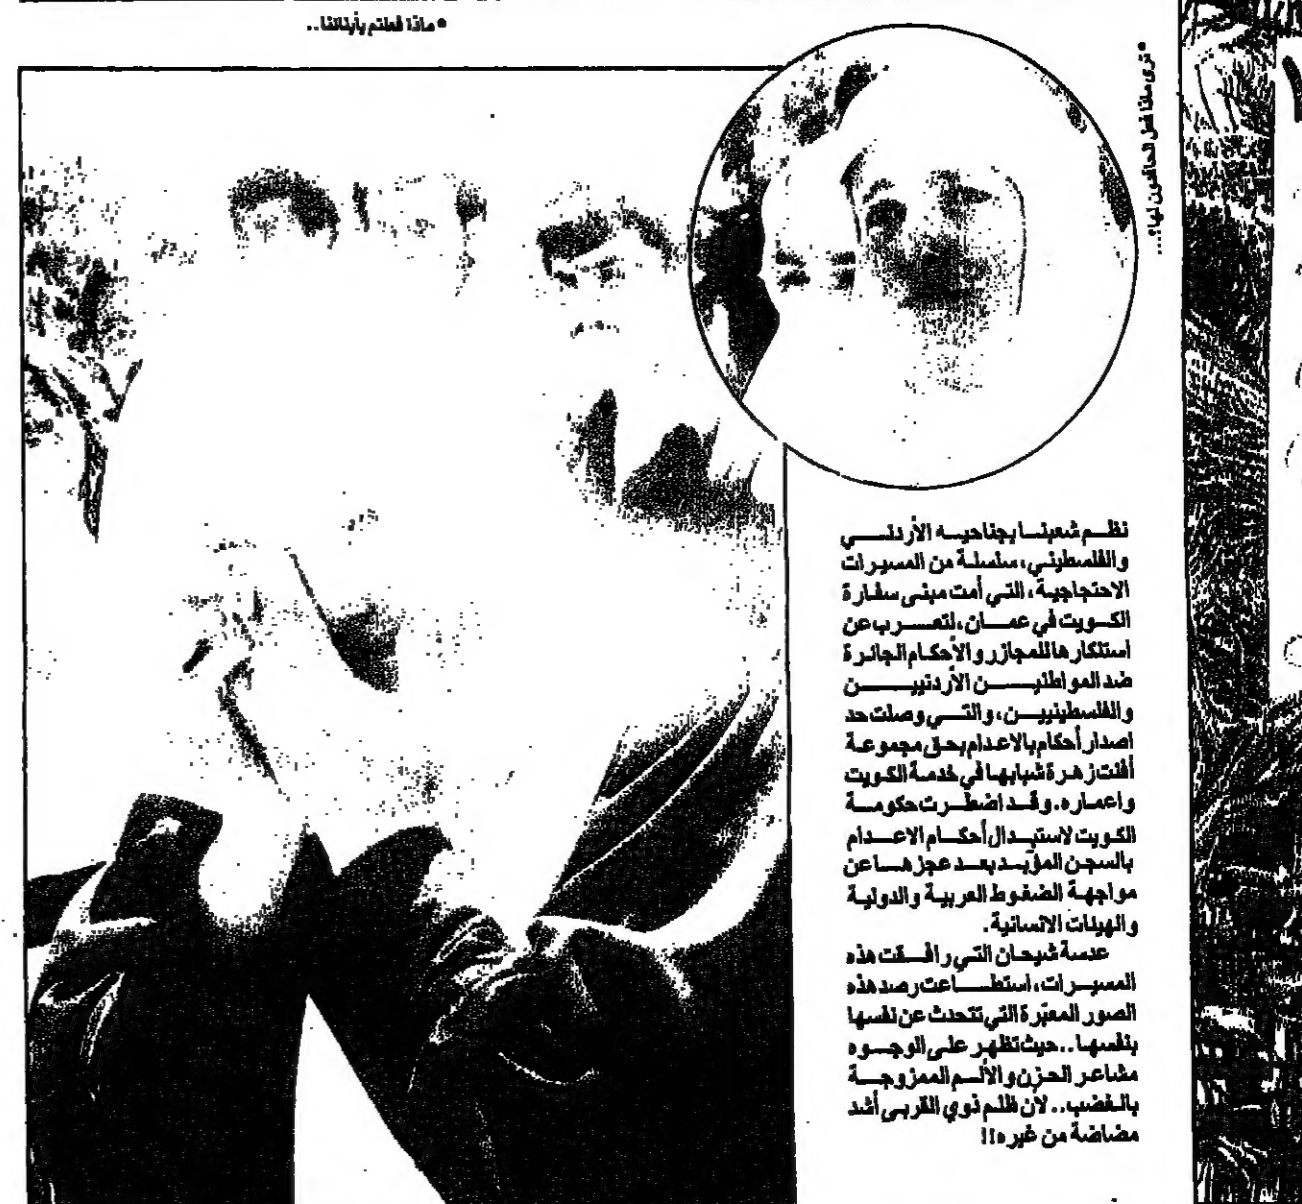 * ماذا فعلتم بأبنائنا..
* ترى ماذا فعل الحاقدون لها؟...
نظم شعبنا بجناحيه الأردني
والفلسطيني، سلسلة من المسيرات
الاحتجاجية، التي أمت مبنى سفارة
الكويت في عمان، لتعرب عن
استنكارها للمجازر والأحكام الجائرة
ضد المواطنين الأردنيين
والفلسطينيين، والتي وصلت حد
اصدار أحكام بالاعدام بحق مجموعة
أفنت زهرة شبابها في خدمة الكويت
واعماره. وقد اضطرت حكومة
الكويت لاستبدال أحكام الاعدام
بالسجن المؤبد بعد عجزها عن
مواجهة الضغوط العربية والدولية
والهيئات الانسانية.
عدسة شيحان التي رافقت هذه
المسيرات، استطاعت رصد هذه
الصور المعبّرة التي تتحدث عن نفسها
بنفسها.. حيث تظهر على الوجوه
مشاعر الحزن والألم الممزوجة
بالغضب.. لأن ظلم ذوي القربى أشد
مضاضة من غيره!!